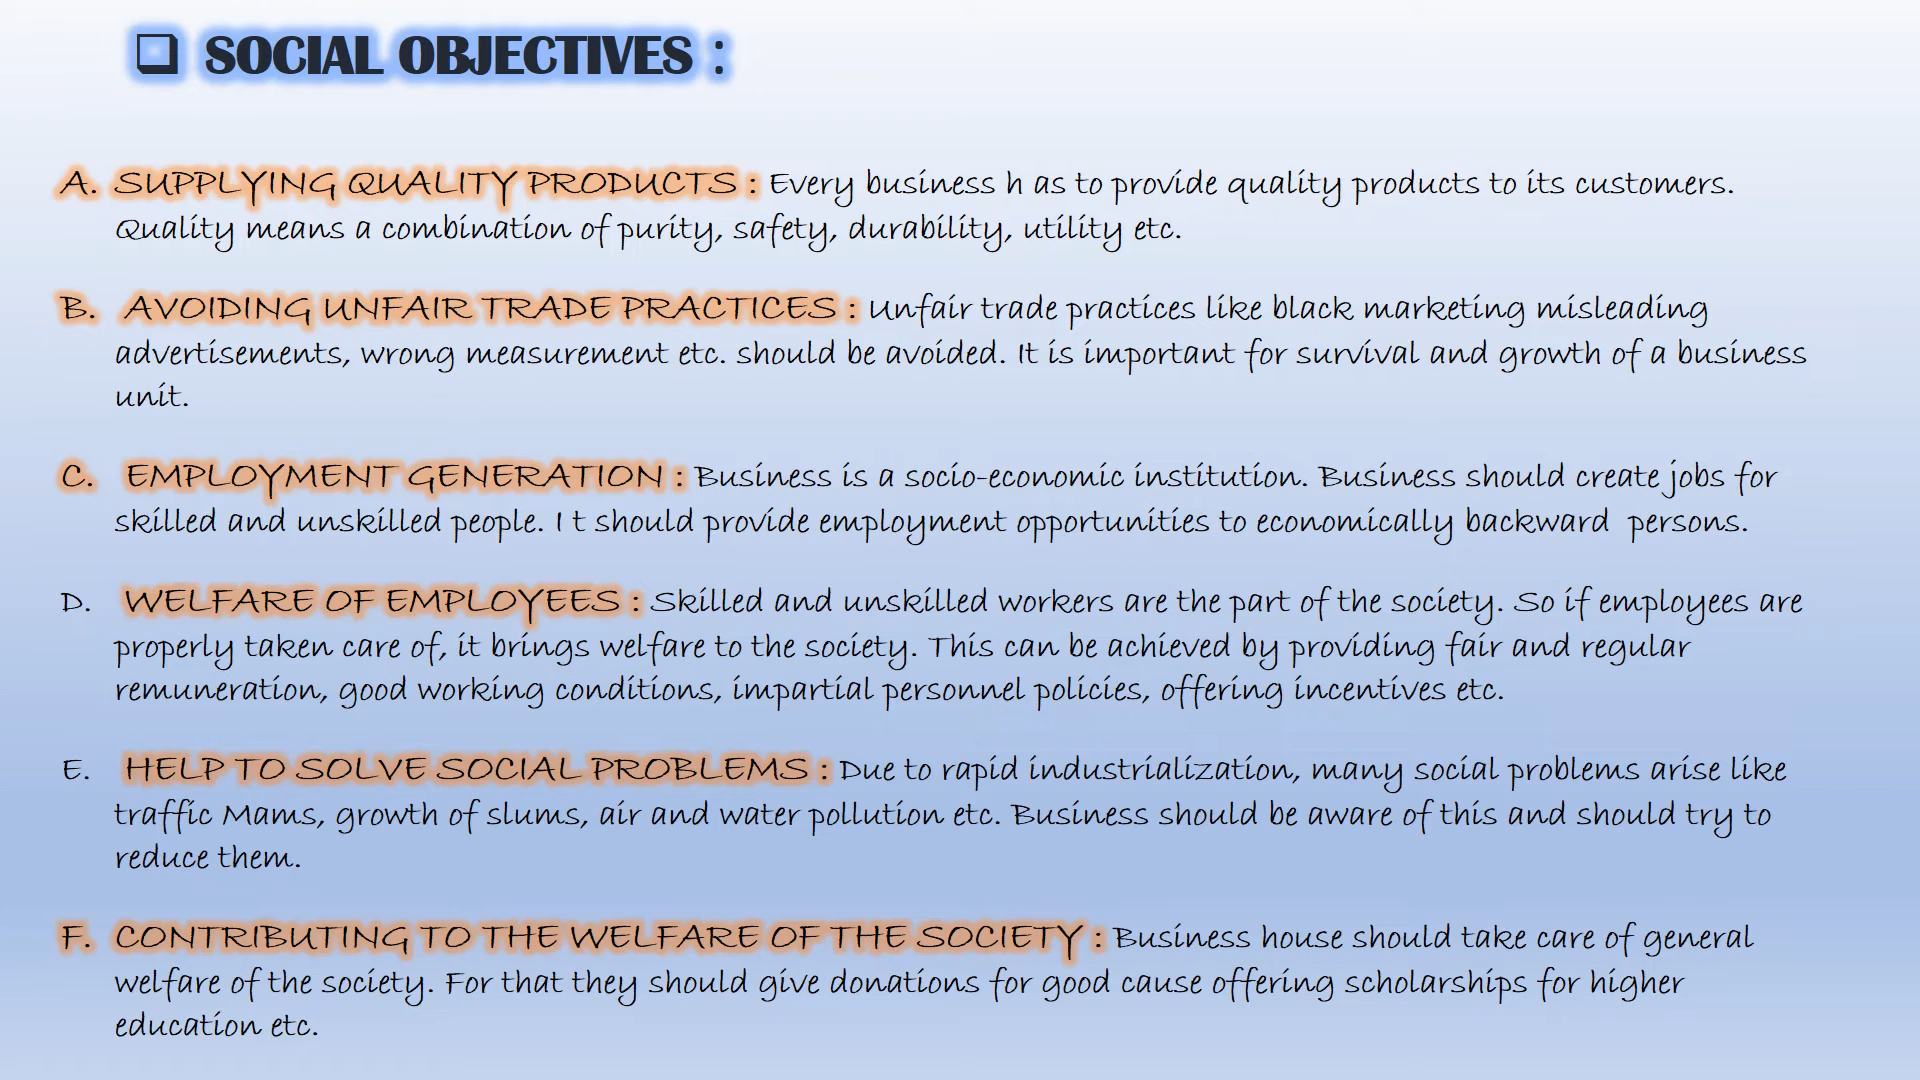 ❑ SOCIAL OBJECTIVES :
A. SUPPLYING QUALITY PRODUCTS : Every business h as to provide quality products to its customers.
Quality means a combination of purity, safety, durability, utility etc.
B. AVOIDING UNFAIR TRADE PRACTICES : Unfair trade practices like black marketing misleading
advertisements, wrong measurement etc. should be avoided. It is important for survival and growth of a business
unit.
C. EMPLOYMENT GENERATION : Business is a socio-economic institution. Business should create jobs for
skilled and unskilled people. I t should provide employment opportunities to economically backward persons.
D. WELFARE OF EMPLOYEES : Skilled and unskilled workers are the part of the society. So if employees are
properly taken care of, it brings welfare to the society. This can be achieved by providing fair and regular
remuneration, good working conditions, impartial personnel policies, offering incentives etc.
E. HELP TO SOLVE SOCIAL PROBLEMS : Due to rapid industrialization, many social problems arise like
traffic Mams, growth of slums, air and water pollution etc. Business should be aware of this and should try to
reduce them.
F. CONTRIBUTING TO THE WELFARE OF THE SOCIETY : Business house should take care of general
welfare of the society. For that they should give donations for good cause offering scholarships for higher
education etc.